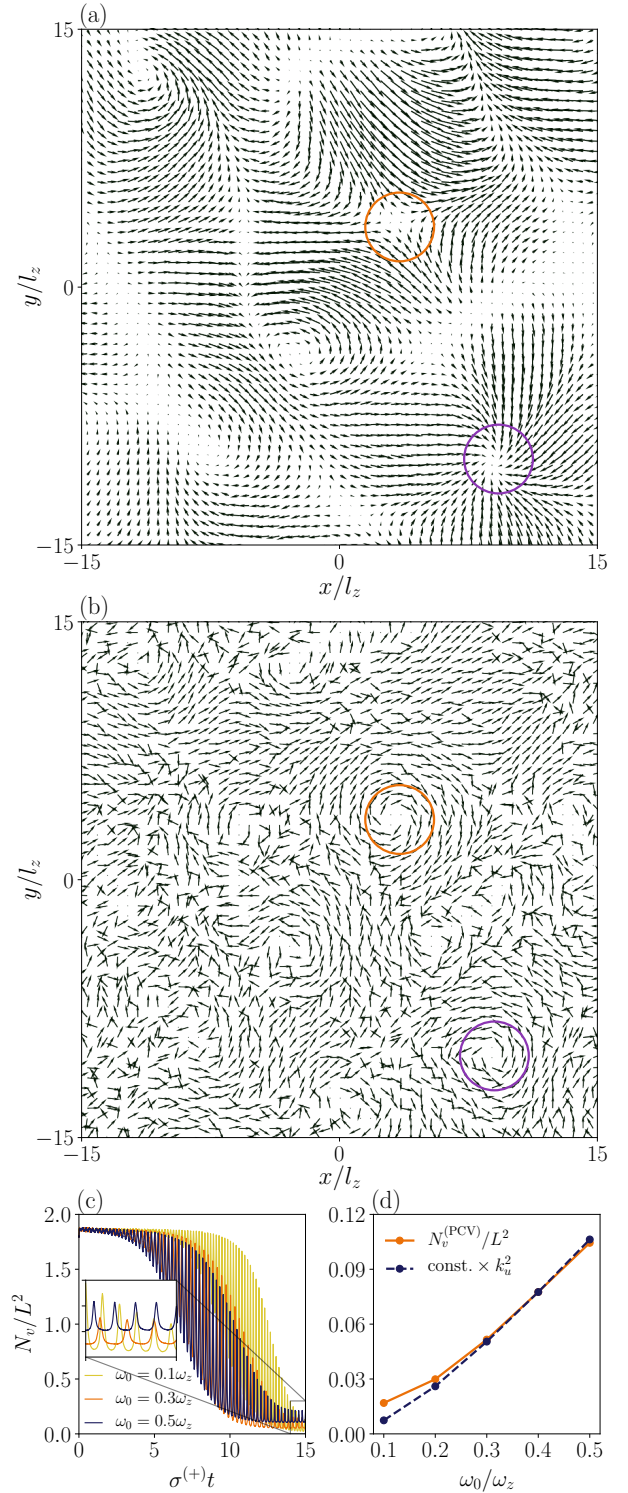 (a)
15
0
−15
y/l_z
−15
0
15
x/l_z
(b)
15
0
−15
y/l_z
−15
0
15
x/l_z
(c)
2.0
1.5
1.0
0.5
0.0
N_v/L^2
ω_0 = 0.1ω_z
ω_0 = 0.3ω_z
ω_0 = 0.5ω_z
0
5
10
15
σ^{(+)}t
(d)
0.12
0.09
0.06
0.03
0.00
N_v^{(PCV)}/L^2
const. × k_u^2
0.1
0.2
0.3
0.4
0.5
ω_0/ω_z